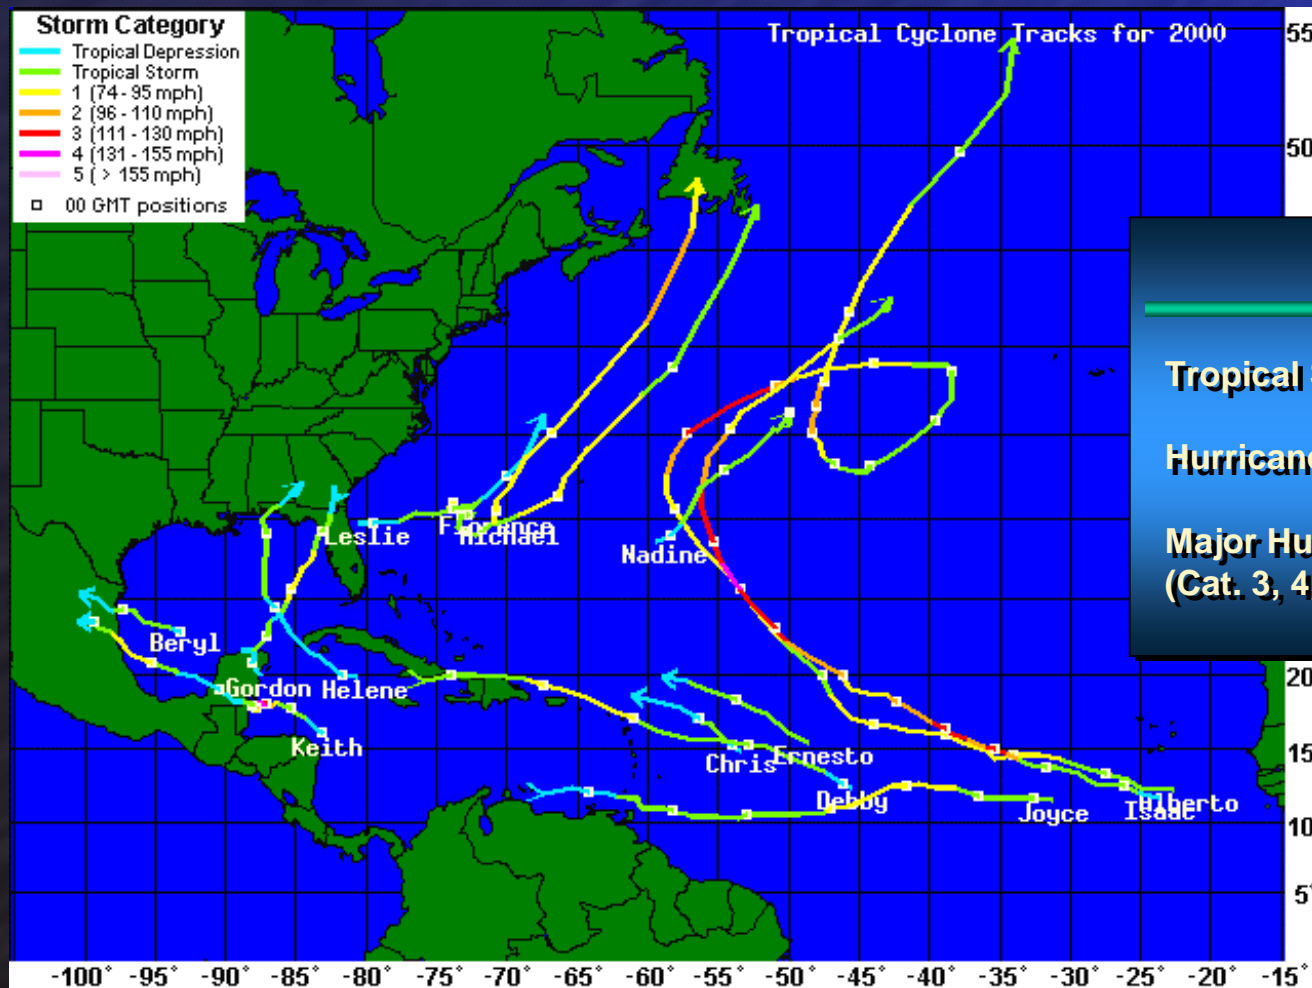 Storm Category
Tropical Depression
Tropical Storm
1 (74 - 95 mph)
2 (96 - 110 mph)
3 (111 - 130 mph)
4 (131 - 155 mph)
5 ( > 155 mph)
00 GMT positions
Tropical Cyclone Tracks for 2000
55
50
Tropical
Hurrican
Major Hu
(Cat. 3, 4
Leslie
Florence
Michael
Nadine
Beryl
Gordon
Helene
Keith
Chris
Ernesto
Debby
Joyce
Isaac
Alberto
20
15
10
5°
-100° -95° -90° -85° -80° -75° -70° -65° -60° -55° -50° -45° -40° -35° -30° -25° -20° -15°